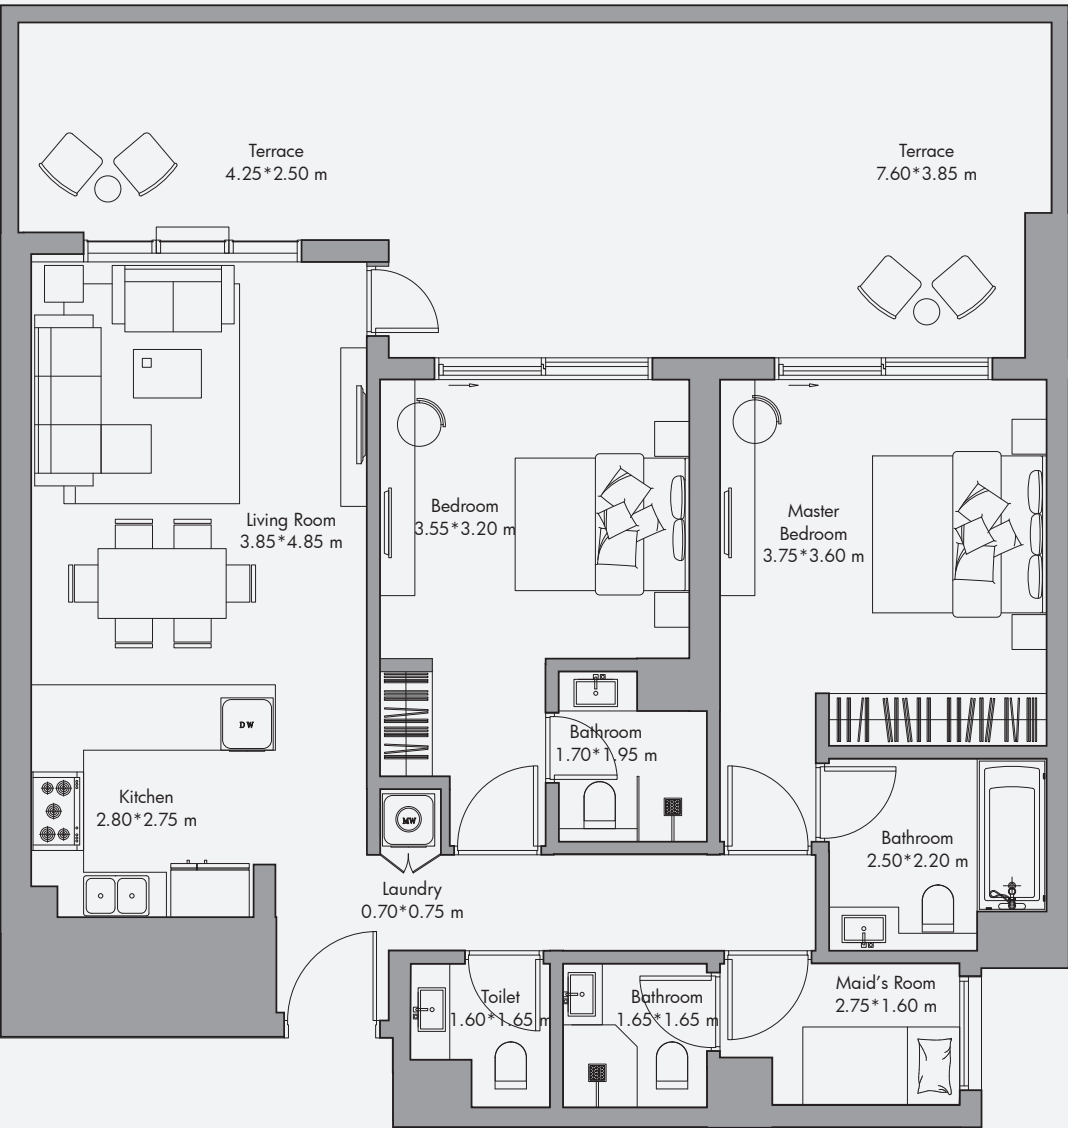 Terrace
4.25*2.50 m
Terrace
7.60*3.85 m
Living Room
3.85*4.85 m
Bedroom
3.55*3.20 m
Master
Bedroom
3.75*3.60 m
DW
Bathroom
1.70*1.95 m
Kitchen
2.80*2.75 m
MW
Bathroom
2.50*2.20 m
Laundry
0.70*0.75 m
Toilet
1.60*1.65 m
Bathroom
1.65*1.65 m
Maid's Room
2.75*1.60 m